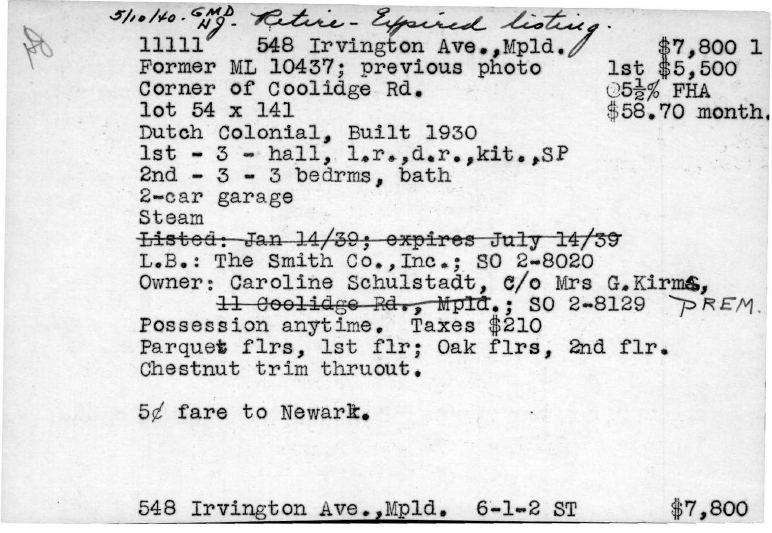 5/10/40. GMD NJ. Retire - Expired listing.
11111 548 Irvington Ave.,Mpld. $7,800 1
Former ML 10437; previous photo 1st $5,500
Corner of Coolidge Rd. @5½% FHA
lot 54 x 141 $58.70 month.
Dutch Colonial, Built 1930
1st - 3 - hall, l.r.,d.r.,kit.,SP
2nd - 3 - 3 bedrms, bath
2-car garage
Steam
Listed: Jan 14/39; expires July 14/39
L.B.: The Smith Co.,Inc.; SO 2-8020
Owner: Caroline Schulstadt, c/o Mrs G.Kirms,
11 Coolidge Rd., Mpld.; SO 2-8129 PREM.
Possession anytime. Taxes $210
Parquet flrs, 1st flr; Oak flrs, 2nd flr.
Chestnut trim thruout.
5¢ fare to Newark.
548 Irvington Ave.,Mpld. 6-1-2 ST $7,800